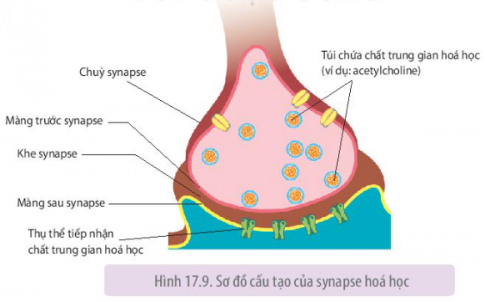 Chuỳ synapse
Túi chứa chất trung gian hoá học
(ví dụ: acetylcholine)
Màng trước synapse
Khe synapse
Màng sau synapse
Thụ thể tiếp nhận
chất trung gian hoá học
Hình 17.9. Sơ đồ cấu tạo của synapse hoá học